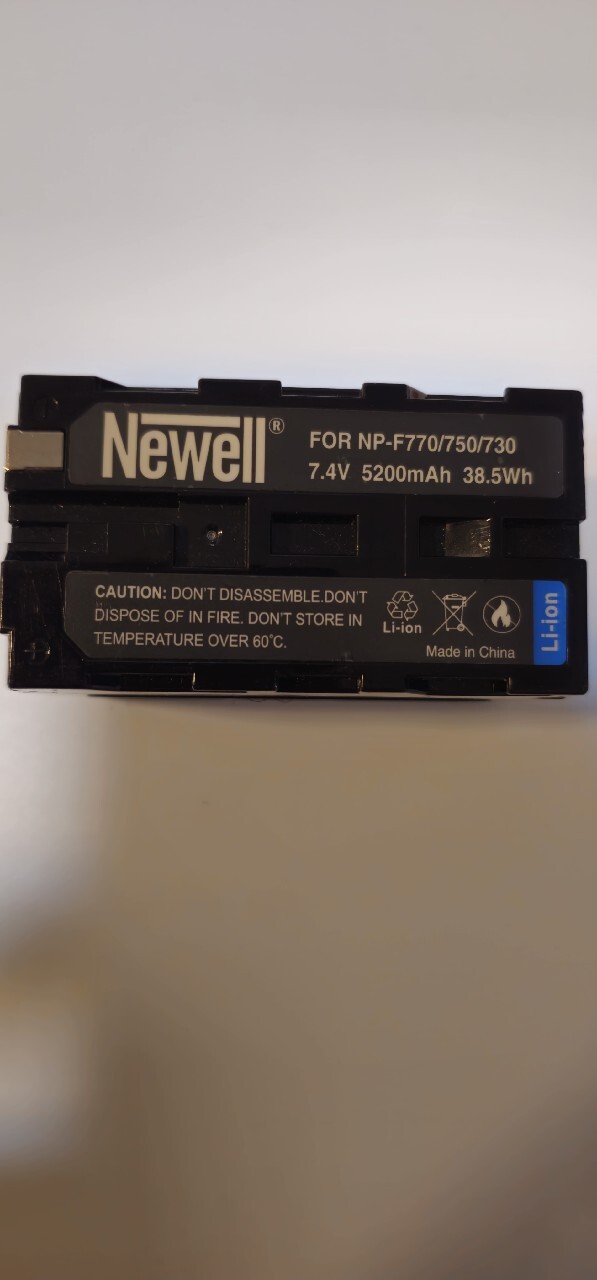 Newell®
FOR NP-F770/750/730
7.4V 5200mAh 38.5Wh
CAUTION: DON'T DISASSEMBLE.DON'T
DISPOSE OF IN FIRE. DON'T STORE IN
TEMPERATURE OVER 60°C.
Li-ion
Made in China
Li-ion